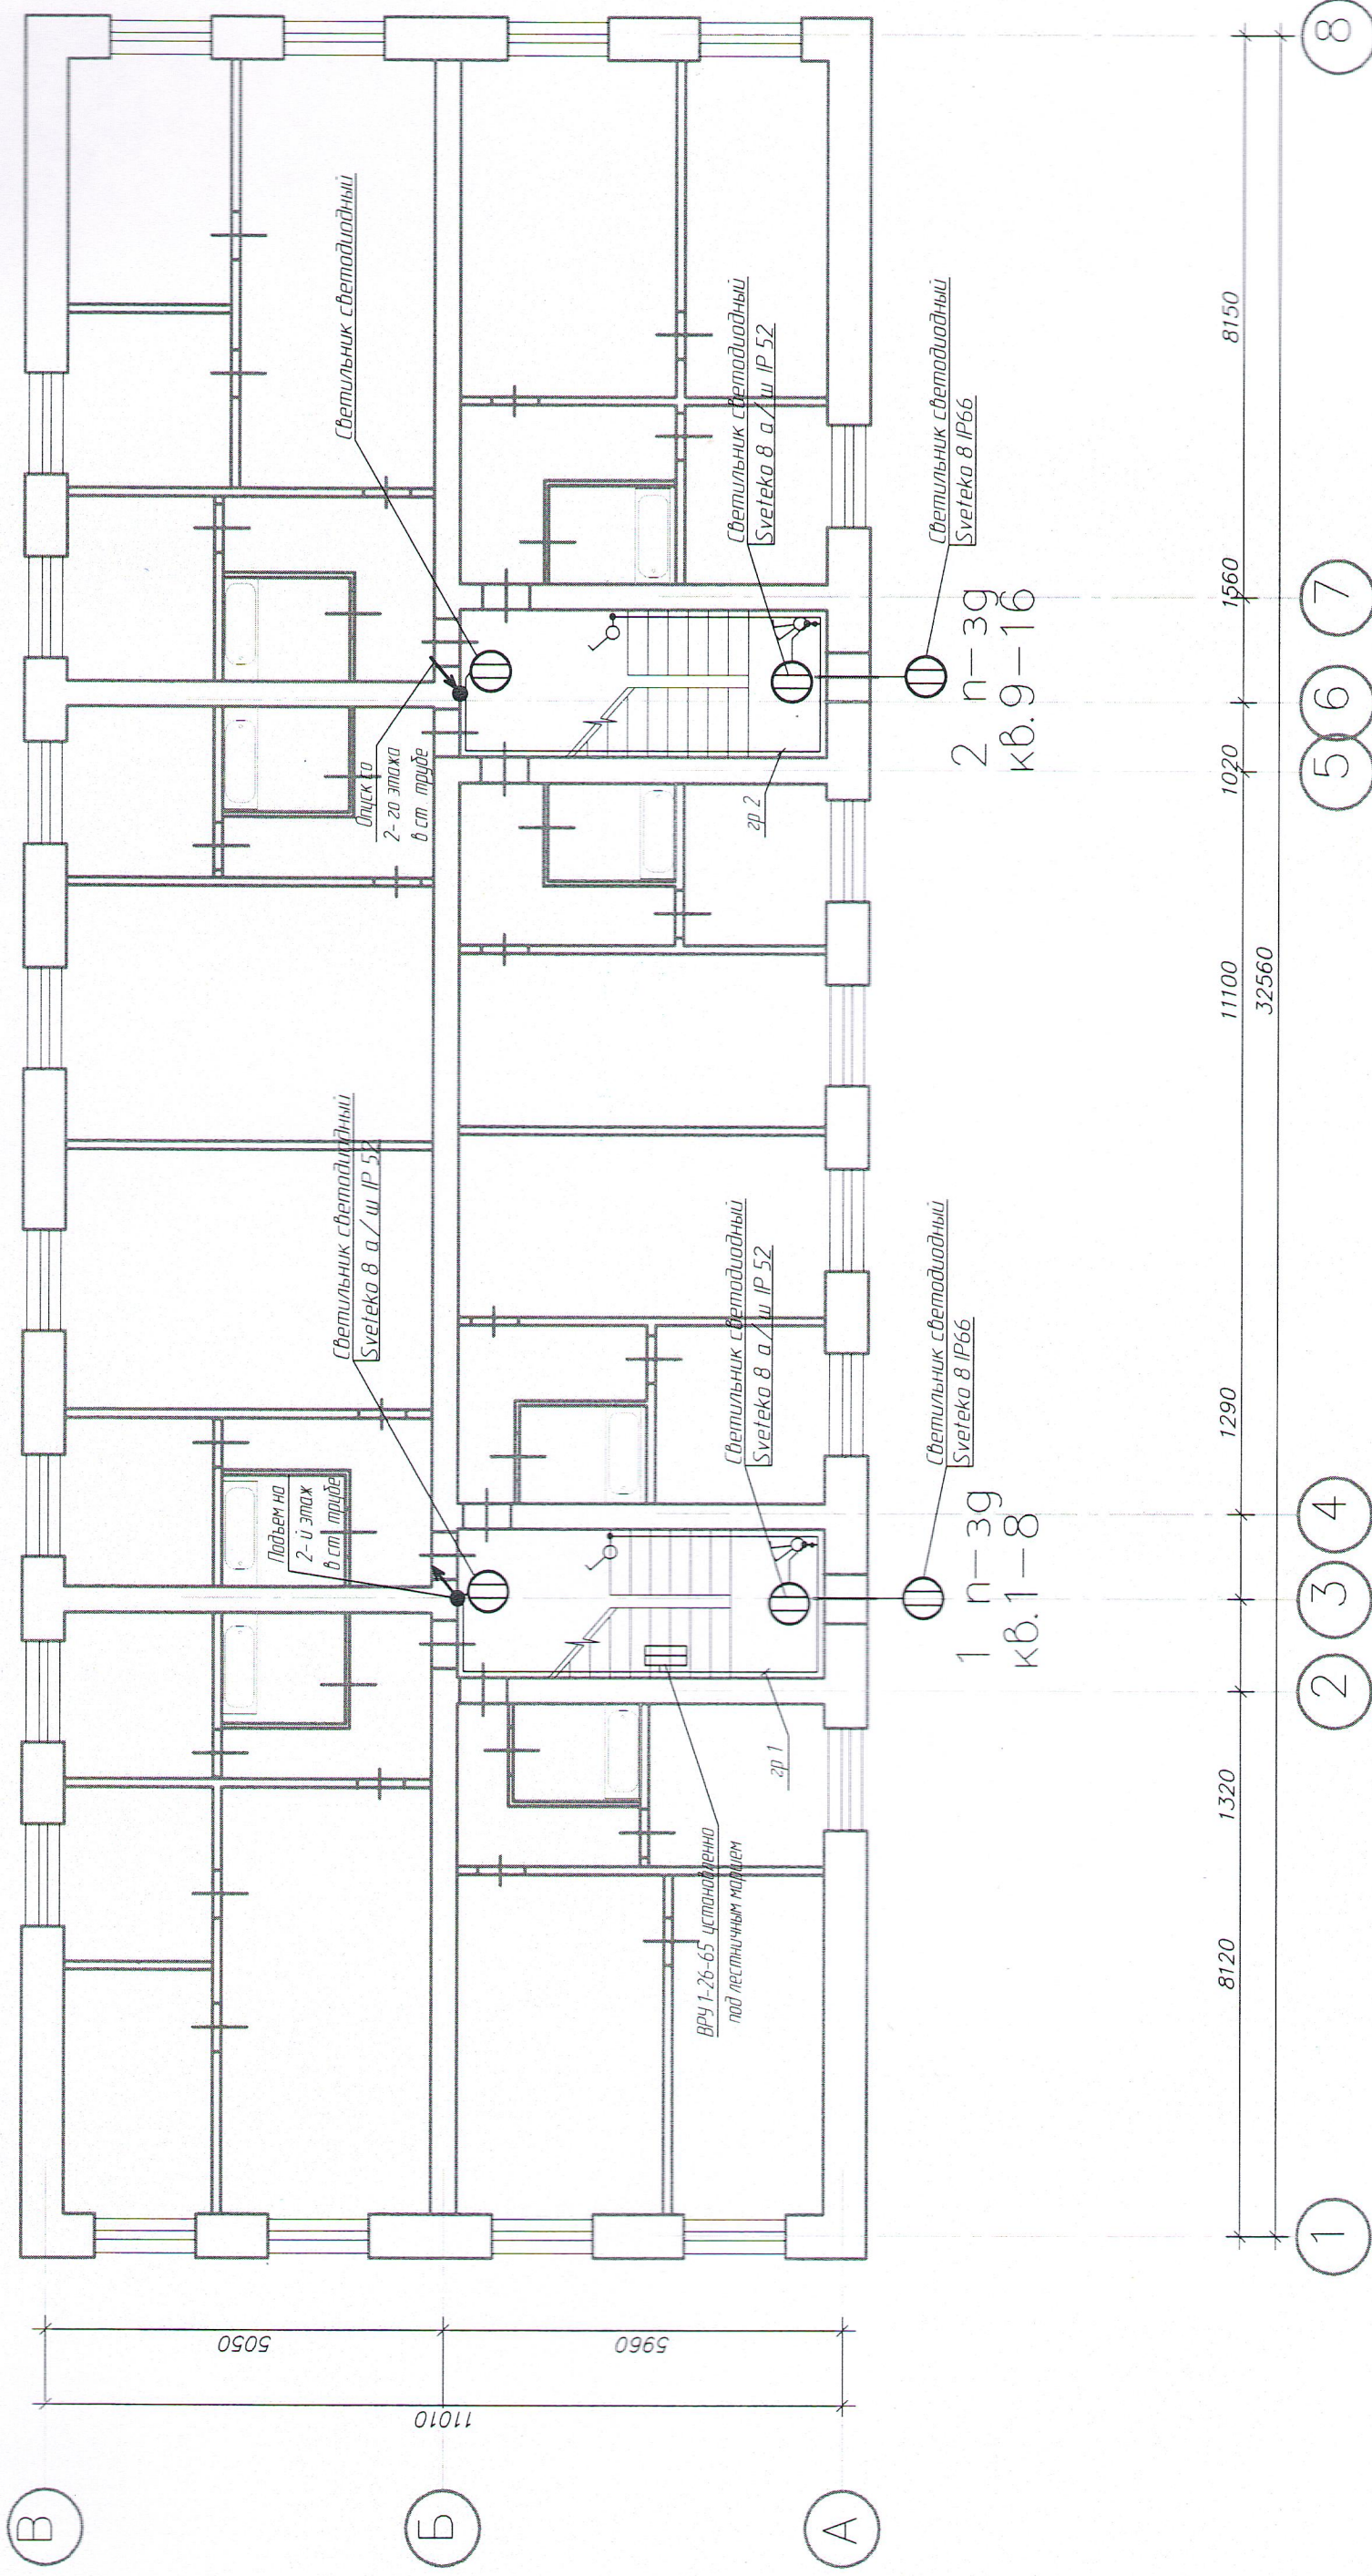 Светильник светодиодный
Светильник светодиодный
Sveteko 8 а/ш IP 52
Подъем на
2-й этаж
в ст. трубе
Опуск со
2-го этажа
в ст. трубе
Светильник светодиодный
Sveteko 8 а/ш IP 52
Светильник светодиодный
Sveteko 8 а/ш IP 52
ВРУ 1-26-65 установленно
под лестничным маршем
гр 1
гр 2
Светильник светодиодный
Sveteko 8 IP66
Светильник светодиодный
Sveteko 8 IP66
1 п-зд
кв.1-8
2 п-зд
кв.9-16
5050
5960
11010
В
Б
А
8120
1320
1290
11100
1020
1560
8150
32560
1
2
3
4
5
6
7
8